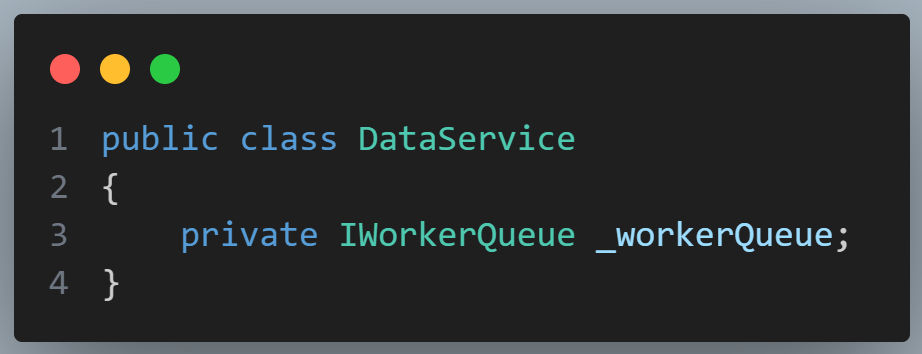 1 public class DataService
2 {
3     private IWorkerQueue _workerQueue;
4 }